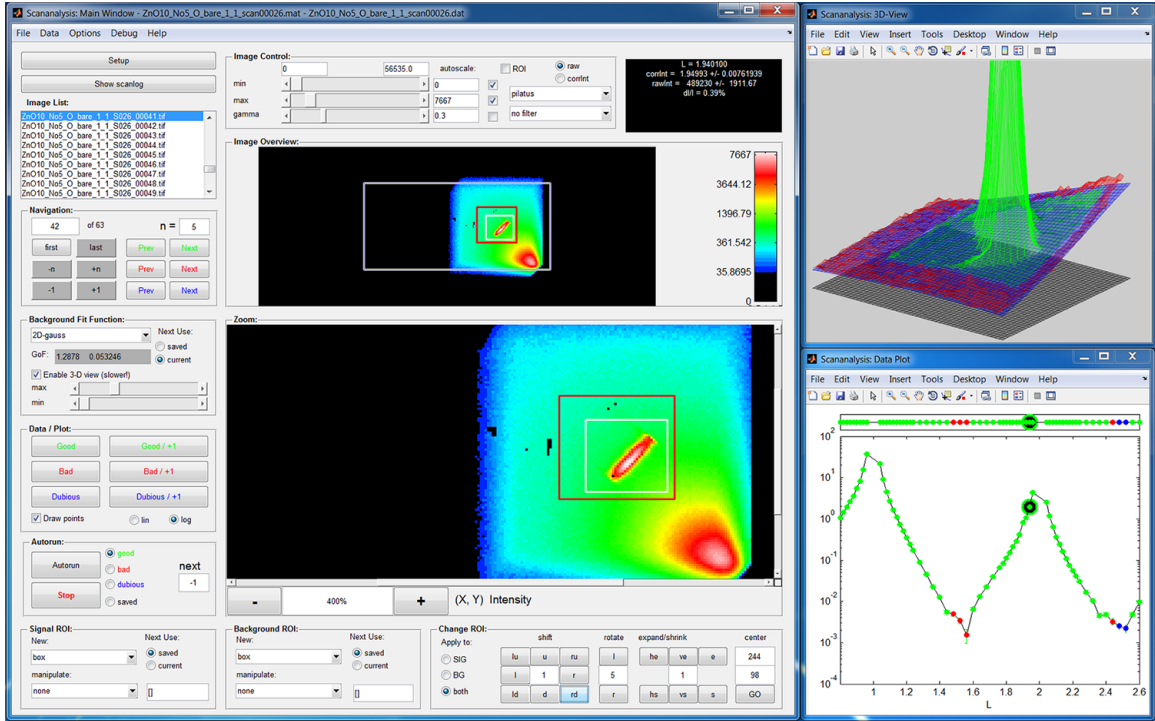 Scananalysis: Main Window - ZnO10_No5_O_bare_1_1_scan00026.mat - ZnO10_No5_O_bare_1_1_scan00026.dat
File Data Options Debug Help
Setup
Show scanlog
Image List:
ZnO10_No5_O_bare_1_1_S026_00041.tif
ZnO10_No5_O_bare_1_1_S026_00042.tif
ZnO10_No5_O_bare_1_1_S026_00043.tif
ZnO10_No5_O_bare_1_1_S026_00044.tif
ZnO10_No5_O_bare_1_1_S026_00045.tif
ZnO10_No5_O_bare_1_1_S026_00046.tif
ZnO10_No5_O_bare_1_1_S026_00047.tif
ZnO10_No5_O_bare_1_1_S026_00048.tif
ZnO10_No5_O_bare_1_1_S026_00049.tif
Navigation:
42 of 63 n = 5
first last Prev Next
-n +n Prev Next
-1 +1 Prev Next
Background Fit Function:
2D-gauss Next Use:
saved
GoF: 1.2878 0.053246 current
Enable 3-D view (slower!)
max
min
Data / Plot:
Good Good / +1
Bad Bad / +1
Dubious Dubious / +1
Draw points lin log
Autorun:
Autorun good
bad next
Stop dubious -1
saved
Signal ROI:
New: Next Use:
box saved
current
manipulate:
none []
Image Control:
0 56535.0 autoscale: ROI raw
corrInt
min 0
max 7667 pilatus
gamma 0.3 no filter
L = 1.940100
corrInt = 1.94993 +/- 0.00761939
rawInt = 489230 +/- 1911.67
dI/I = 0.39%
Image Overview:
7667
3644.12
1396.79
361.542
35.8695
0
Zoom:
- 400% + (X, Y) Intensity
Background ROI:
New: Next Use:
box saved
current
manipulate:
none []
Change ROI:
Apply to: shift rotate expand/shrink center
SIG lu u ru l he ve e 244
BG l 1 r 5 1 98
both ld d rd r hs vs s GO
Scananalysis: 3D-View
File Edit View Insert Tools Desktop Window Help
Scananalysis: Data Plot
File Edit View Insert Tools Desktop Window Help
10^2
10^1
10^0
10^-1
10^-2
10^-3
10^-4
1 1.2 1.4 1.6 1.8 2 2.2 2.4 2.6
L